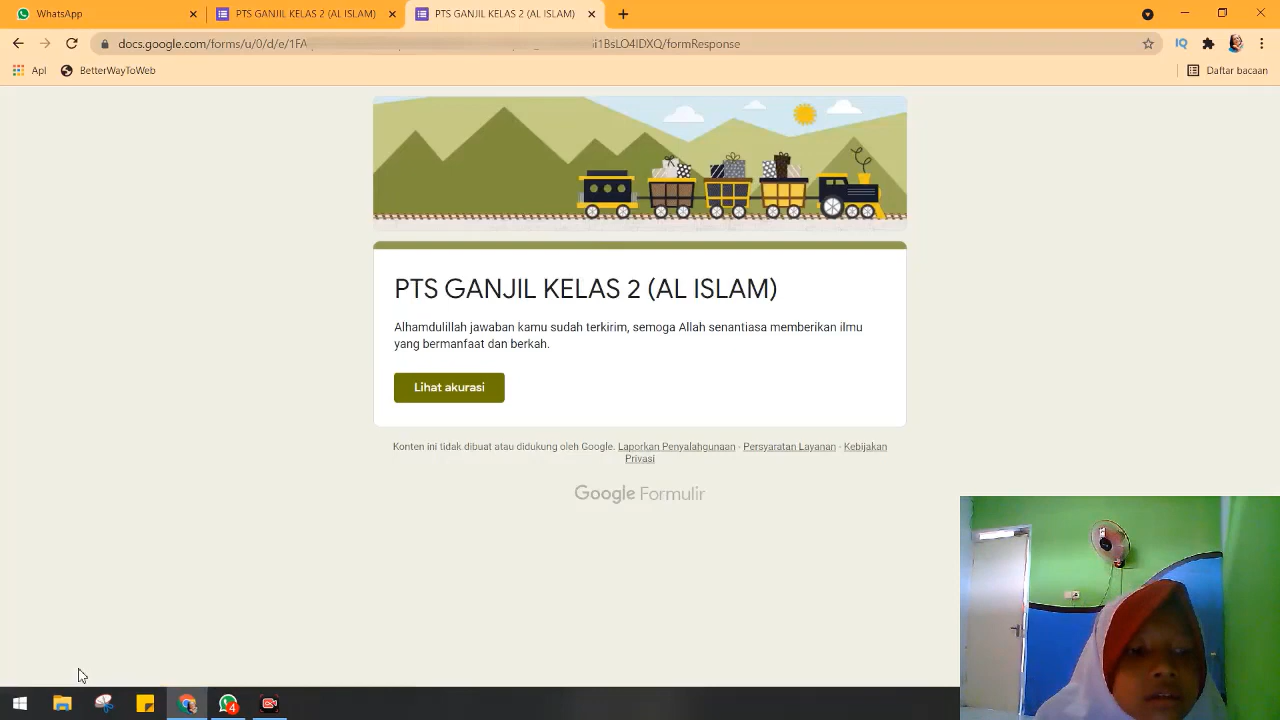 WhatsApp
PTS GANJIL KELAS 2 (AL ISLAM)
PTS GANJIL KELAS 2 (AL ISLAM)
docs.google.com/forms/u/0/d/e/1FA
ii1BsLO4IDXQ/formResponse
IQ
Apl
BetterWayToWeb
Daftar bacaan
PTS GANJIL KELAS 2 (AL ISLAM)
Alhamdulillah jawaban kamu sudah terkirim, semoga Allah senantiasa memberikan ilmu
yang bermanfaat dan berkah.
Lihat akurasi
Konten ini tidak dibuat atau didukung oleh Google. Laporkan Penyalahgunaan - Persyaratan Layanan - Kebijakan
Privasi
Google Formulir
4